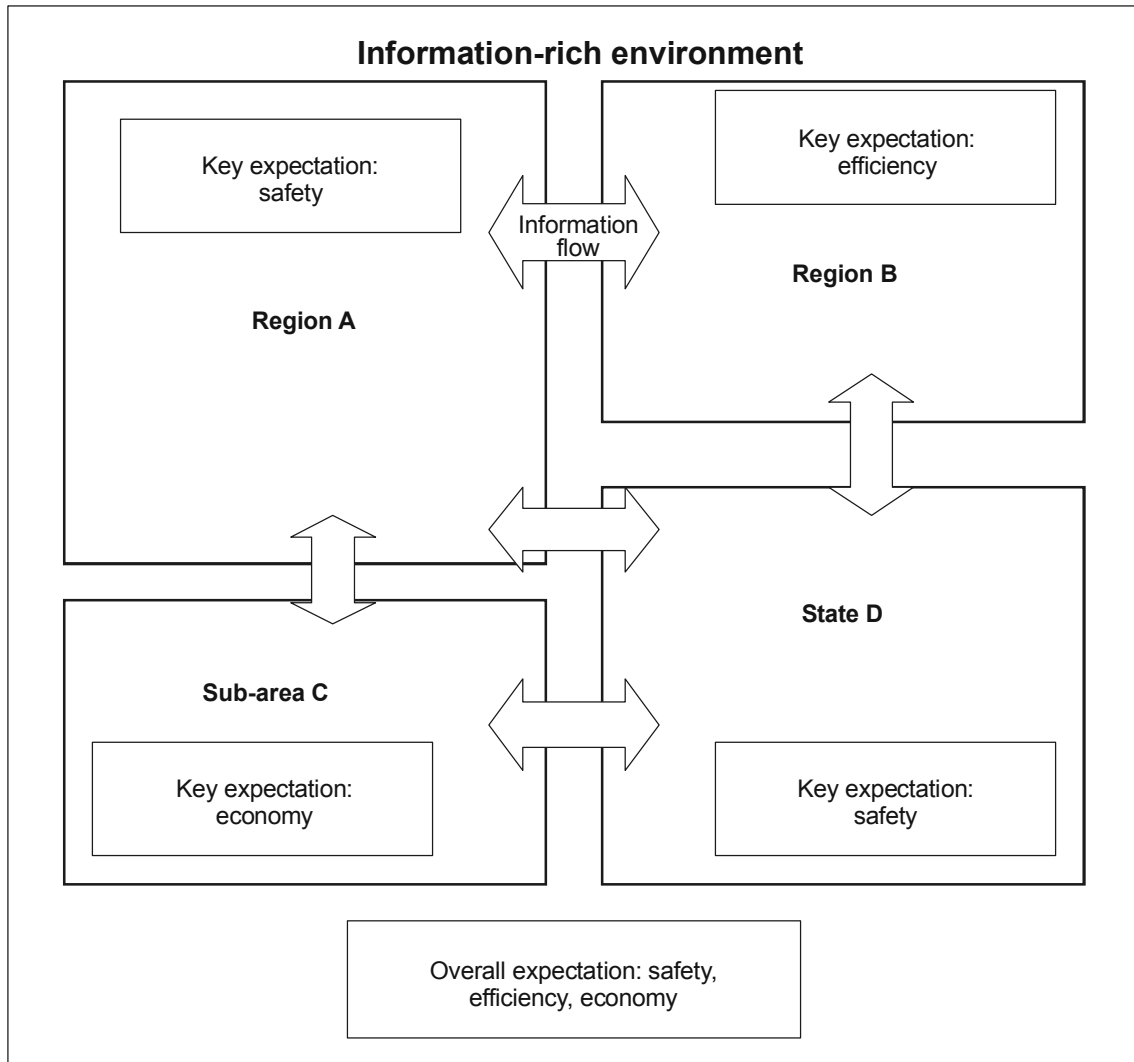 Information-rich environment
Key expectation:
safety
Key expectation:
efficiency
Information
flow
Region B
Region A
State D
Sub-area C
Key expectation:
economy
Key expectation:
safety
Overall expectation: safety,
efficiency, economy